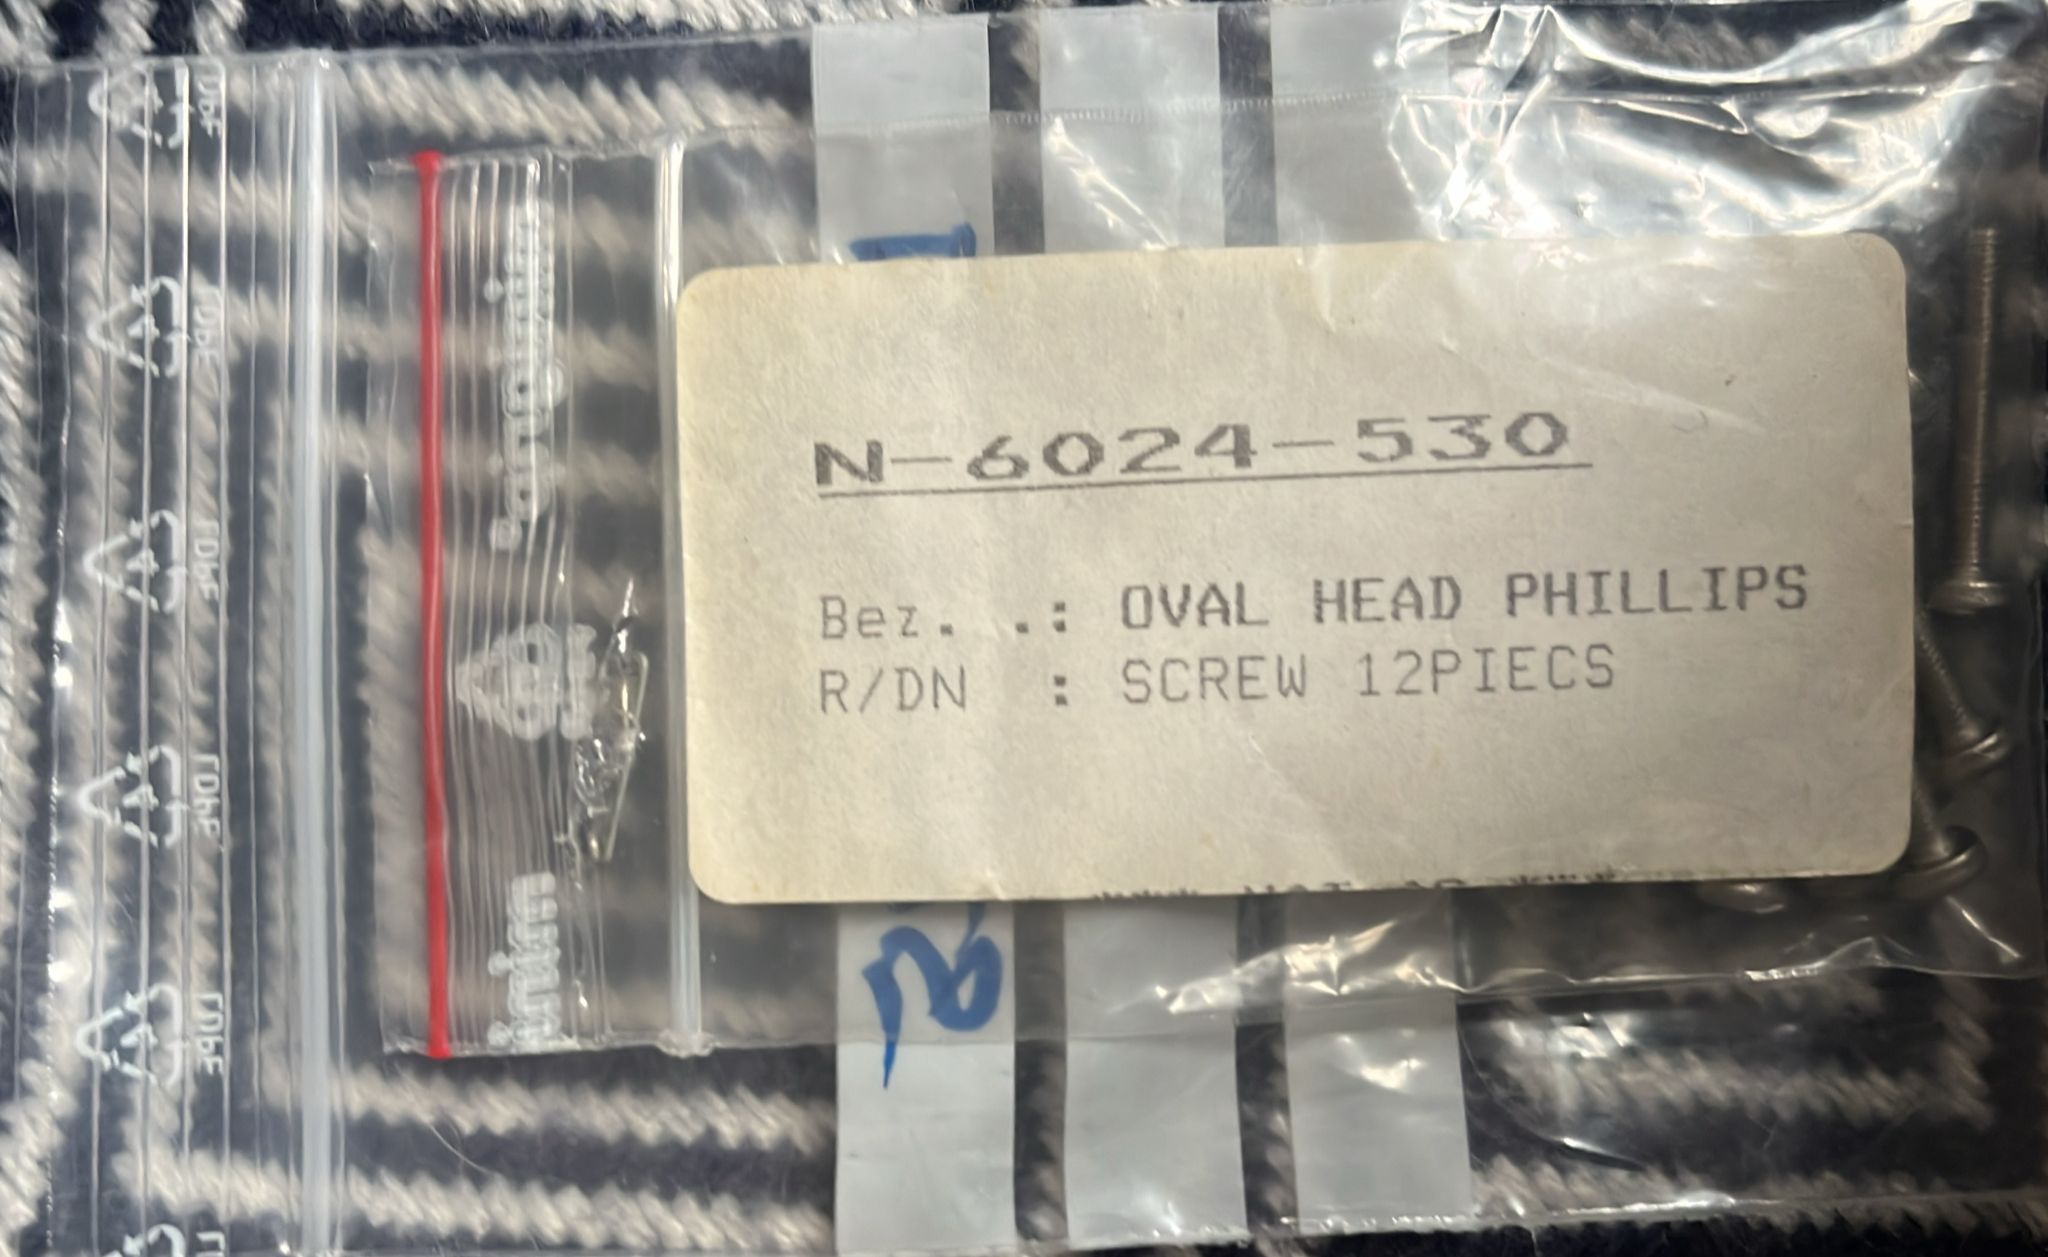 N-6024-530
Bez. .: OVAL HEAD PHILLIPS
R/DN : SCREW 12PIECS